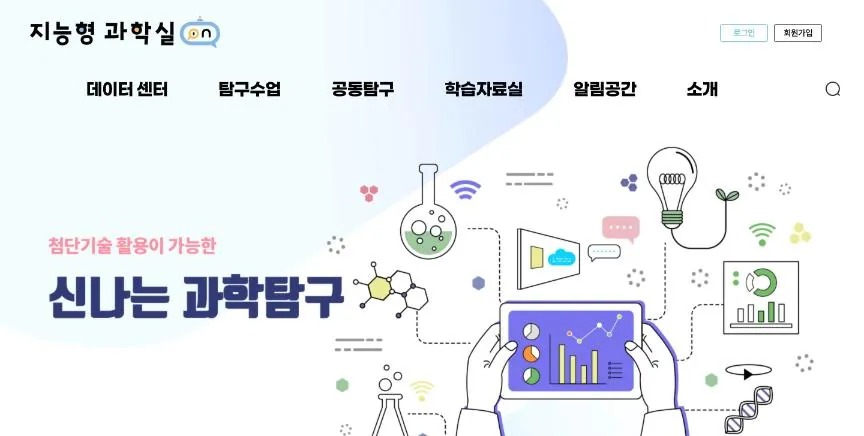 지능형 과학실 on
로그인
회원가입
데이터 센터 탐구수업 공동탐구 학습자료실 알림공간 소개
첨단기술 활용이 가능한
신나는 과학탐구